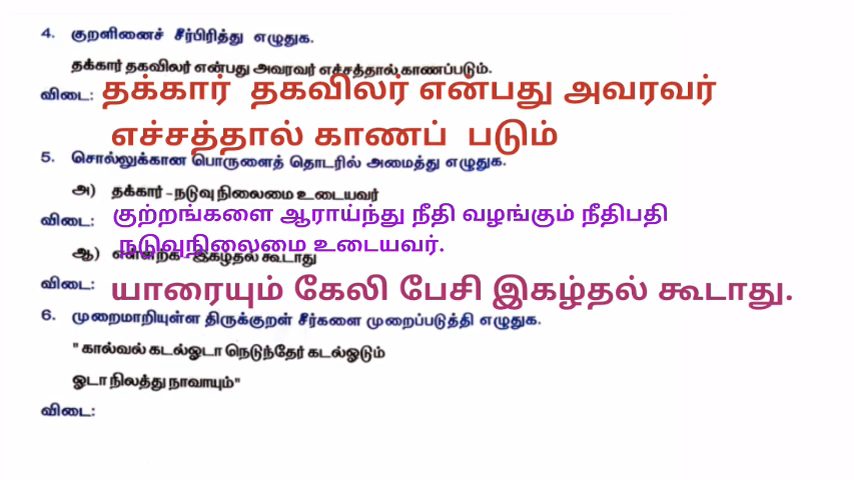 4. குறளினைச் சீர்பிரித்து எழுதுக.
தக்கார் தகவிலர் என்பது அவரவர் எச்சத்தால் காணப்படும்.
விடை: தக்கார் தகவிலர் என்பது அவரவர்
எச்சத்தால் காணப் படும்
5. சொல்லுக்கான பொருளைத் தொடரில் அமைத்து எழுதுக.
அ) தக்கார் - நடுவு நிலைமை உடையவர்
விடை: குற்றங்களை ஆராய்ந்து நீதி வழங்கும் நீதிபதி
நடுவுநிலைமை உடையவர்.
ஆ) இகழ்தல் கூடாது
விடை: யாரையும் கேலி பேசி இகழ்தல் கூடாது.
6. முறைமாறியுள்ள திருக்குறள் சீர்களை முறைப்படுத்தி எழுதுக.
" கால்வல் கடல்ஓடா நெடுந்தேர் கடல்ஓடும்
ஓடா நிலத்து நாவாயும்"
விடை: